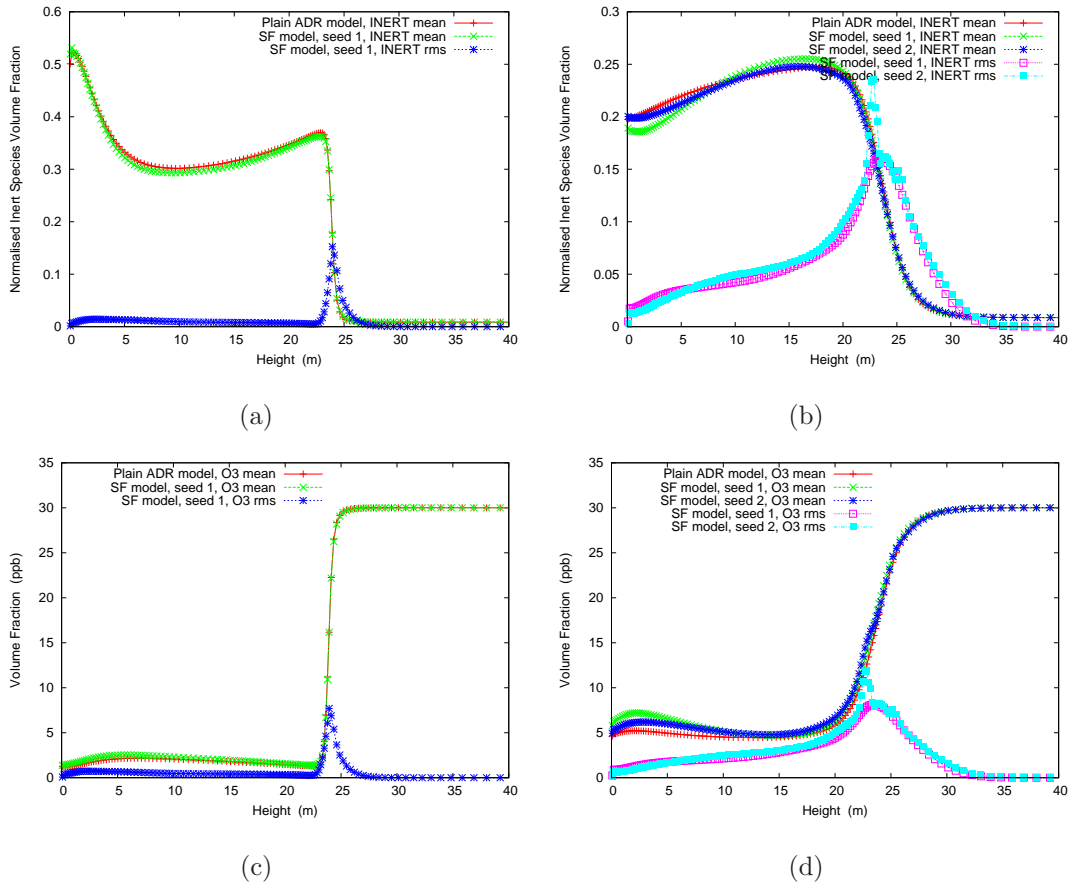 Plain ADR model, INERT mean
SF model, seed 1, INERT mean
SF model, seed 1, INERT rms
Normalised Inert Species Volume Fraction
0.6
0.5
0.4
0.3
0.2
0.1
0
0 5 10 15 20 25 30 35 40
Height (m)
(a)
Plain ADR model, INERT mean
SF model, seed 1, INERT mean
SF model, seed 2, INERT mean
SF model, seed 1, INERT rms
SF model, seed 2, INERT rms
Normalised Inert Species Volume Fraction
0.3
0.25
0.2
0.15
0.1
0.05
0
0 5 10 15 20 25 30 35 40
Height (m)
(b)
Plain ADR model, O3 mean
SF model, seed 1, O3 mean
SF model, seed 1, O3 rms
Volume Fraction (ppb)
35
30
25
20
15
10
5
0
0 5 10 15 20 25 30 35 40
Height (m)
(c)
Plain ADR model, O3 mean
SF model, seed 1, O3 mean
SF model, seed 2, O3 mean
SF model, seed 1, O3 rms
SF model, seed 2, O3 rms
Volume Fraction (ppb)
35
30
25
20
15
10
5
0
0 5 10 15 20 25 30 35 40
Height (m)
(d)